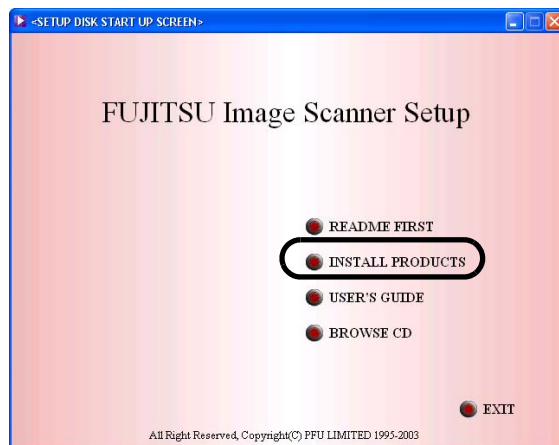 <SETUP DISK START UP SCREEN>
FUJITSU Image Scanner Setup
README FIRST
INSTALL PRODUCTS
USER'S GUIDE
BROWSE CD
EXIT
All Right Reserved, Copyright(C) PFU LIMITED 1995-2003